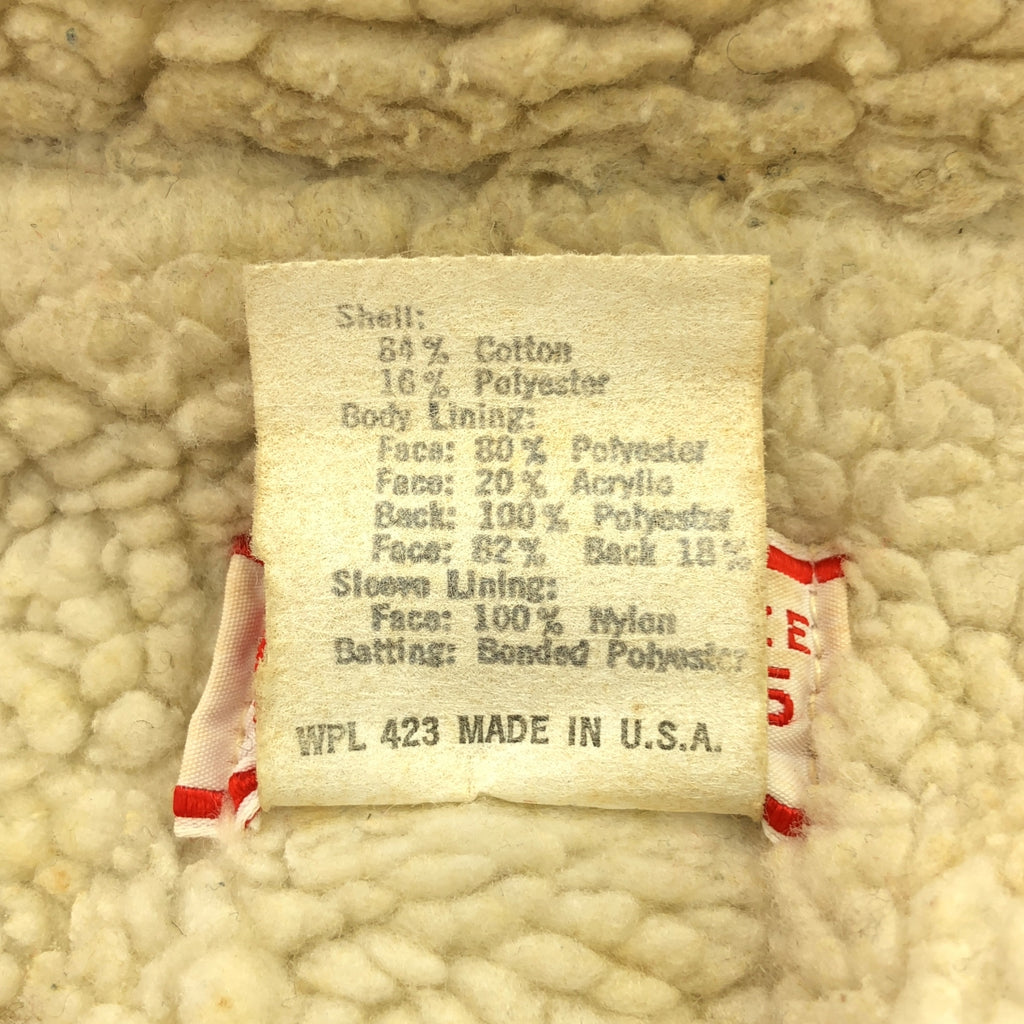 Shell:
84% Cotton
16% Polyester
Body Lining:
Face: 80% Polyester
Face: 20% Acrylic
Back: 100% Polyester
Face: 82% Back 18%
Sleeve Lining:
Face: 100% Nylon
Batting: Bonded Polyester
WPL 423 MADE IN U.S.A.